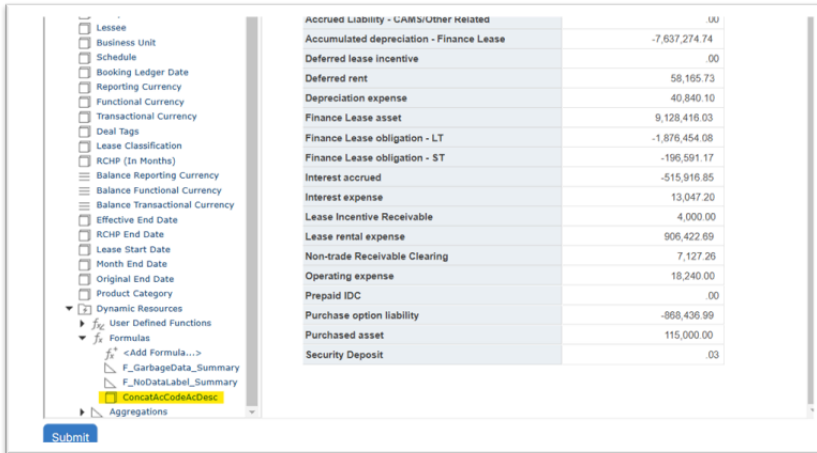 Lessee
Business Unit
Schedule
Booking Ledger Date
Reporting Currency
Functional Currency
Transactional Currency
Deal Tags
Lease Classification
RCHP (In Months)
Balance Reporting Currency
Balance Functional Currency
Balance Transactional Currency
Effective End Date
RCHP End Date
Lease Start Date
Month End Date
Original End Date
Product Category
Dynamic Resources
User Defined Functions
Formulas
<Add Formula...>
F_GarbageData_Summary
F_NoDataLabel_Summary
ConcatAcCodeAcDesc
Aggregations
Submit
Accrued Liability - CAMS/Other Related .00
Accumulated depreciation - Finance Lease -7,637,274.74
Deferred lease incentive .00
Deferred rent 58,165.73
Depreciation expense 40,840.10
Finance Lease asset 9,128,416.03
Finance Lease obligation - LT -1,876,454.08
Finance Lease obligation - ST -196,591.17
Interest accrued -515,916.85
Interest expense 13,047.20
Lease Incentive Receivable 4,000.00
Lease rental expense 906,422.69
Non-trade Receivable Clearing 7,127.26
Operating expense 18,240.00
Prepaid IDC .00
Purchase option liability -868,436.99
Purchased asset 115,000.00
Security Deposit .03